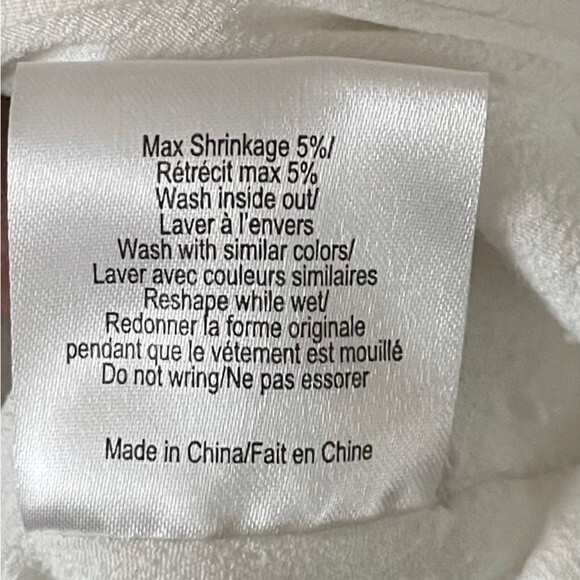 Max Shrinkage 5%/
Rétrécit max 5%
Wash inside out/
Laver à l'envers
Wash with similar colors/
Laver avec couleurs similaires
Reshape while wet/
Redonner la forme originale
pendant que le vétement est mouillé
Do not wring/Ne pas essorer
Made in China/Fait en Chine